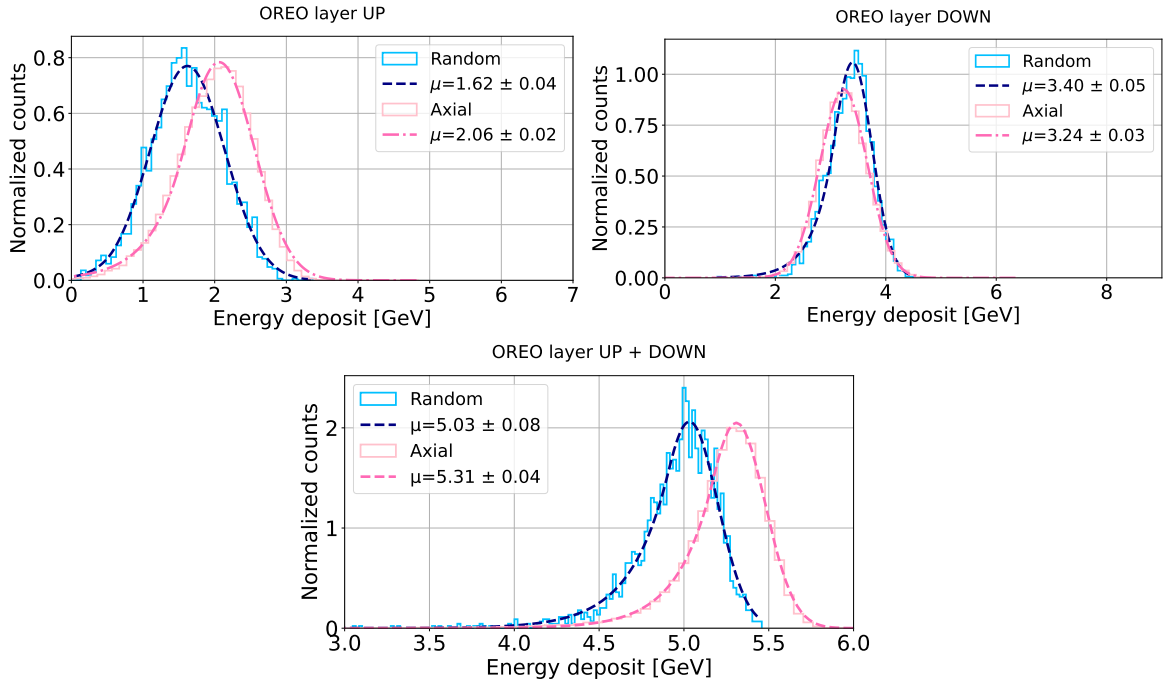 OREO layer UP
Normalized counts
0.8
0.6
0.4
0.2
0.0
0 1 2 3 4 5 6 7
Energy deposit [GeV]
Random
μ=1.62 ± 0.04
Axial
μ=2.06 ± 0.02
OREO layer DOWN
Normalized counts
1.00
0.75
0.50
0.25
0.00
0 2 4 6 8
Energy deposit [GeV]
Random
μ=3.40 ± 0.05
Axial
μ=3.24 ± 0.03
OREO layer UP + DOWN
Normalized counts
2
1
0
3.0 3.5 4.0 4.5 5.0 5.5 6.0
Energy deposit [GeV]
Random
μ=5.03 ± 0.08
Axial
μ=5.31 ± 0.04